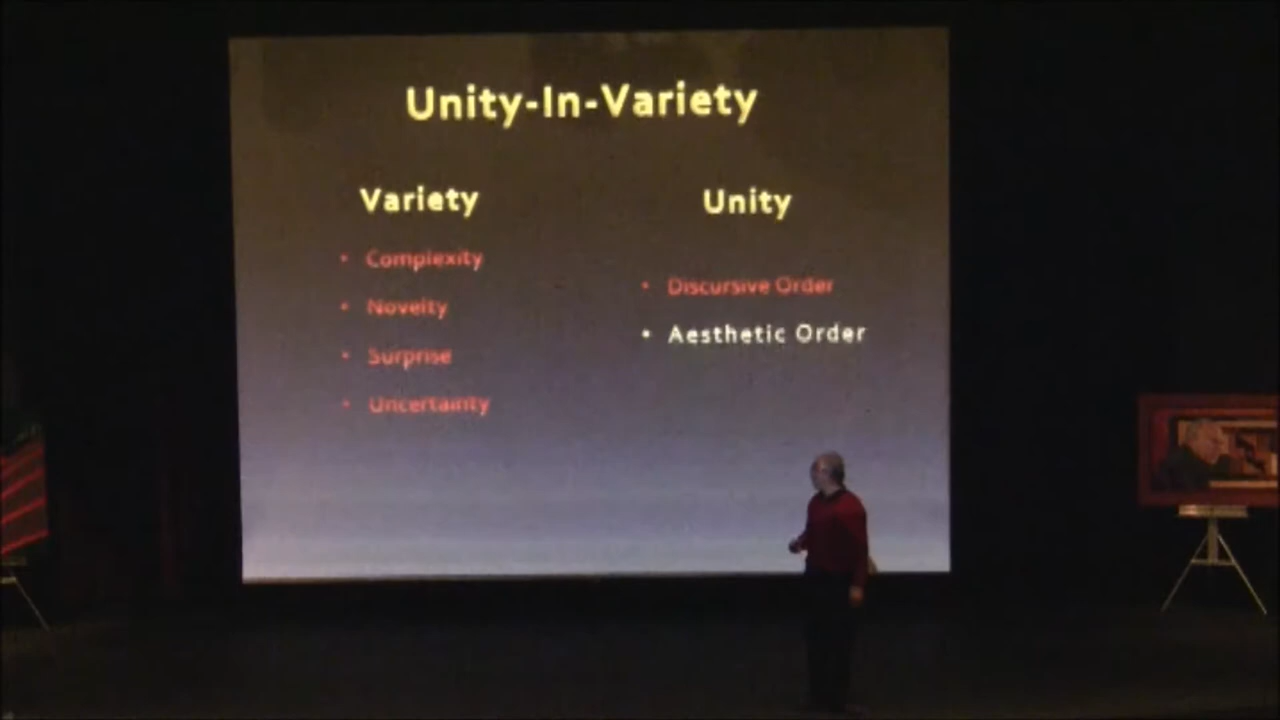 Unity-In-Variety
Variety
• Complexity
• Novelty
• Surprise
• Uncertainty
Unity
• Discursive Order
• Aesthetic Order